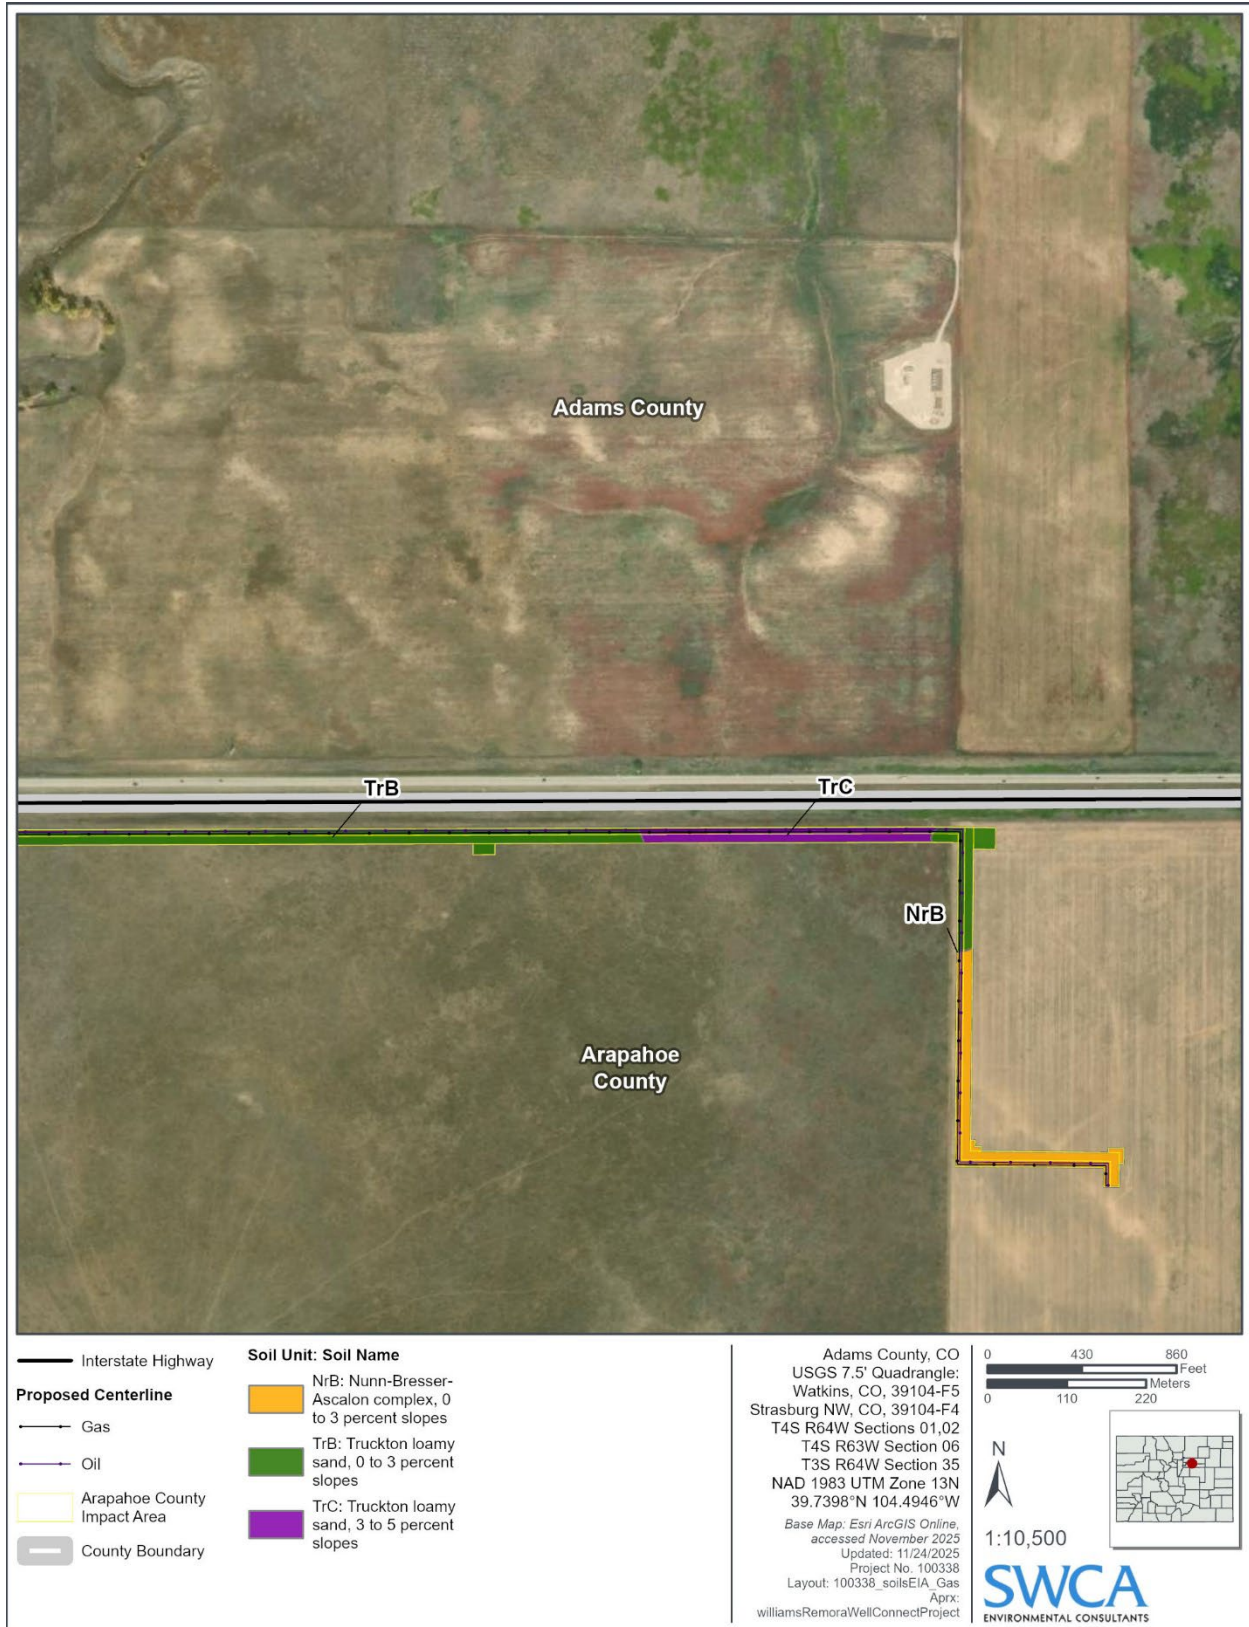 Adams County
TrB
TrC
NrB
Arapahoe
County
Interstate Highway
Proposed Centerline
Gas
Oil
Arapahoe County
Impact Area
County Boundary
Soil Unit: Soil Name
NrB: Nunn-Bresser-
Ascalon complex, 0
to 3 percent slopes
TrB: Truckton loamy
sand, 0 to 3 percent
slopes
TrC: Truckton loamy
sand, 3 to 5 percent
slopes
Adams County, CO
USGS 7.5' Quadrangle:
Watkins, CO, 39104-F5
Strasburg NW, CO, 39104-F4
T4S R64W Sections 01,02
T4S R63W Section 06
T3S R64W Section 35
NAD 1983 UTM Zone 13N
39.7398°N 104.4946°W
Base Map: Esri ArcGIS Online,
accessed November 2025
Updated: 11/24/2025
Project No. 100338
Layout: 100338_soilsEIA_Gas
Aprx:
williamsRemoraWellConnectProject
0 430 860
Feet
Meters
0 110 220
N
1:10,500
SWCA
ENVIRONMENTAL CONSULTANTS